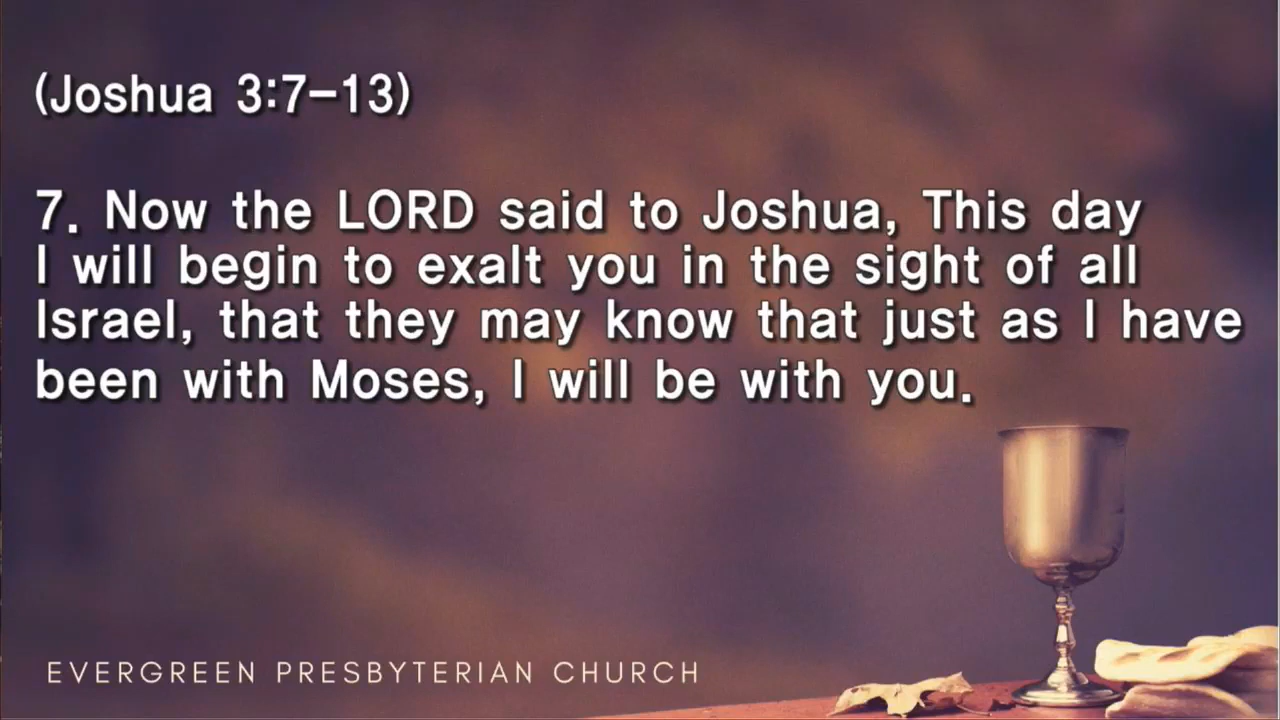 (Joshua 3:7-13)
7. Now the LORD said to Joshua, This day
I will begin to exalt you in the sight of all
Israel, that they may know that just as I have
been with Moses, I will be with you.
EVERGREEN PRESBYTERIAN CHURCH